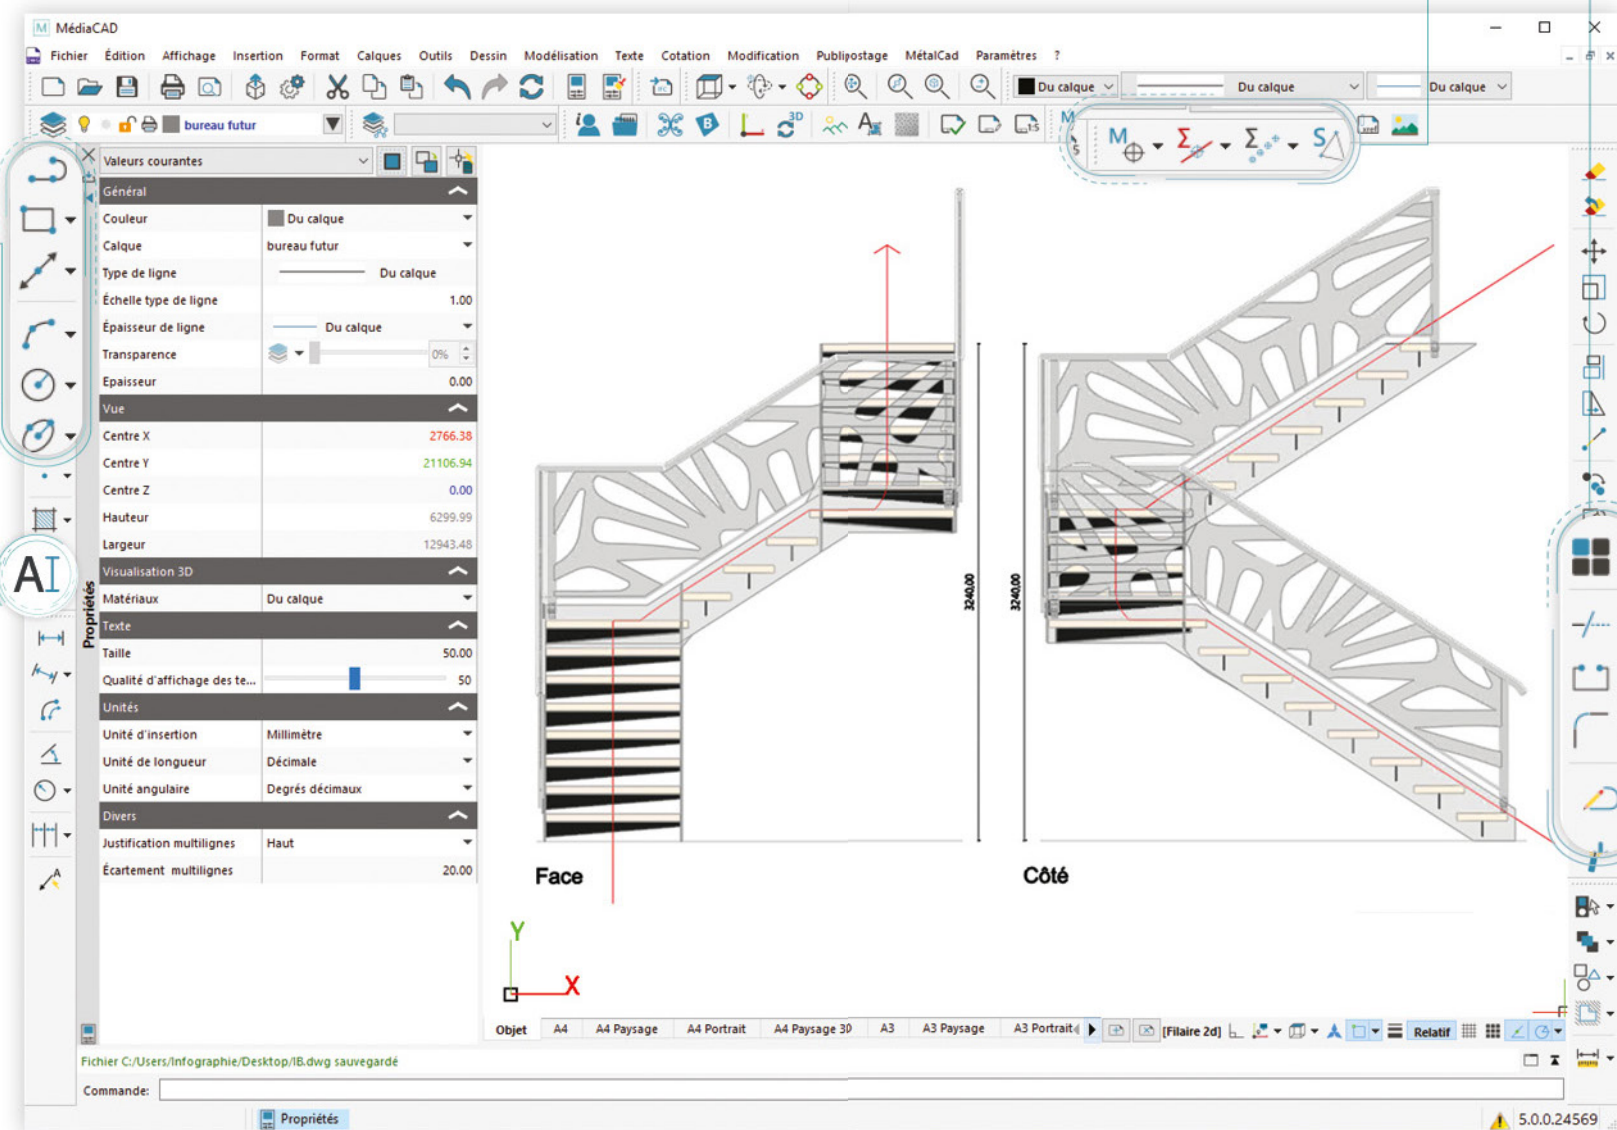 MédiaCAD
Fichier Édition Affichage Insertion Format Calques Outils Dessin Modélisation Texte Cotation Modification Publipostage MétalCad Paramètres ?
Du calque Du calque Du calque
bureau futur
3D
1:5
M Σ Σ S
Valeurs courantes
Général
Couleur Du calque
Calque bureau futur
Type de ligne Du calque
Échelle type de ligne 1.00
Épaisseur de ligne Du calque
Transparence 0%
Epaisseur 0.00
Vue
Centre X 2766.38
Centre Y 21106.94
Centre Z 0.00
Hauteur 6299.99
Largeur 12943.48
Visualisation 3D
Matériaux Du calque
Texte
Taille 50.00
Qualité d'affichage des te... 50
Unités
Unité d'insertion Millimètre
Unité de longueur Décimale
Unité angulaire Degrés décimaux
Divers
Justification multilignes Haut
Écartement multilignes 20.00
Propriétés
AI
A
3240,00
3240,00
Face
Côté
Y
X
Objet A4 A4 Paysage A4 Portrait A4 Paysage 3D A3 A3 Paysage A3 Portrait [Filaire 2d] Relatif
Fichier C:/Users/Infographie/Desktop/IB.dwg sauvegardé
Commande:
Propriétés
5.0.0.24569